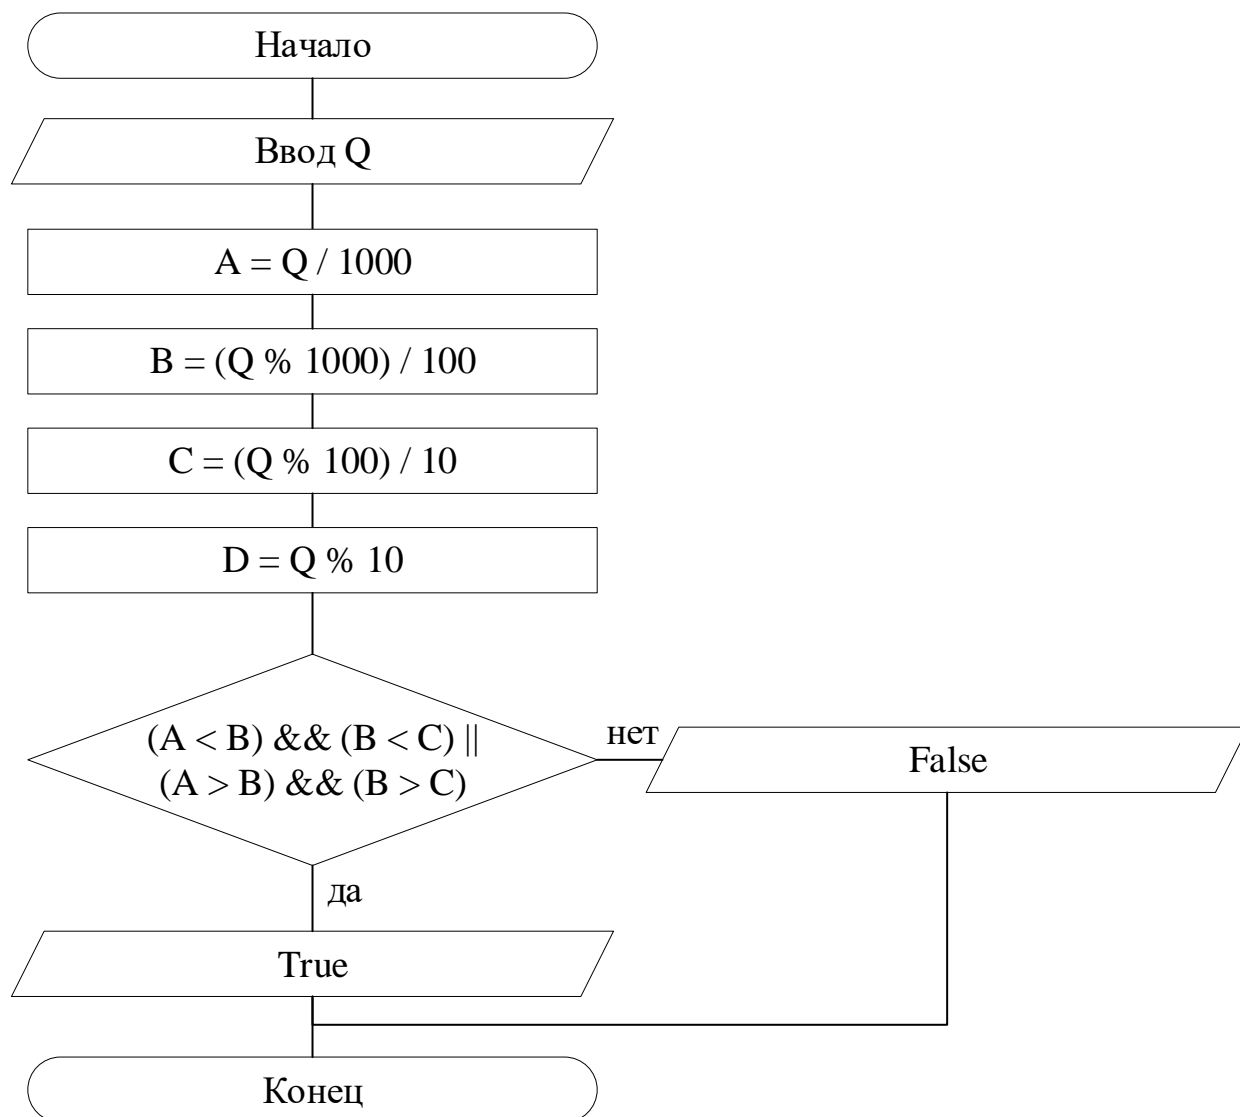 Начало
Ввод Q
A = Q / 1000
B = (Q % 1000) / 100
C = (Q % 100) / 10
D = Q % 10
(A < B) && (B < C) ||
(A > B) && (B > C)
нет
False
да
True
Конец